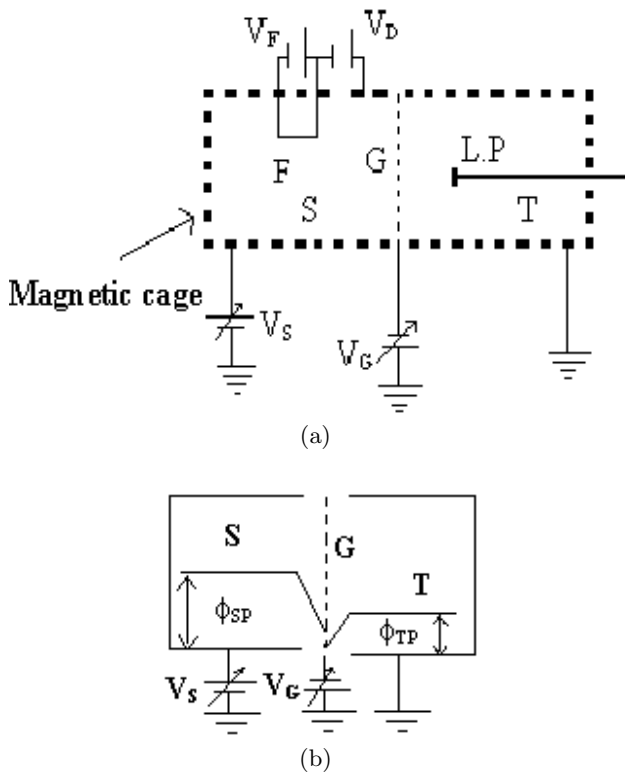 (a)
V_F V_D
L.P
F G
S T
Magnetic cage
V_S
V_G
(a)
S G
T
ϕ_SP
ϕ_TP
V_S V_G
(b)